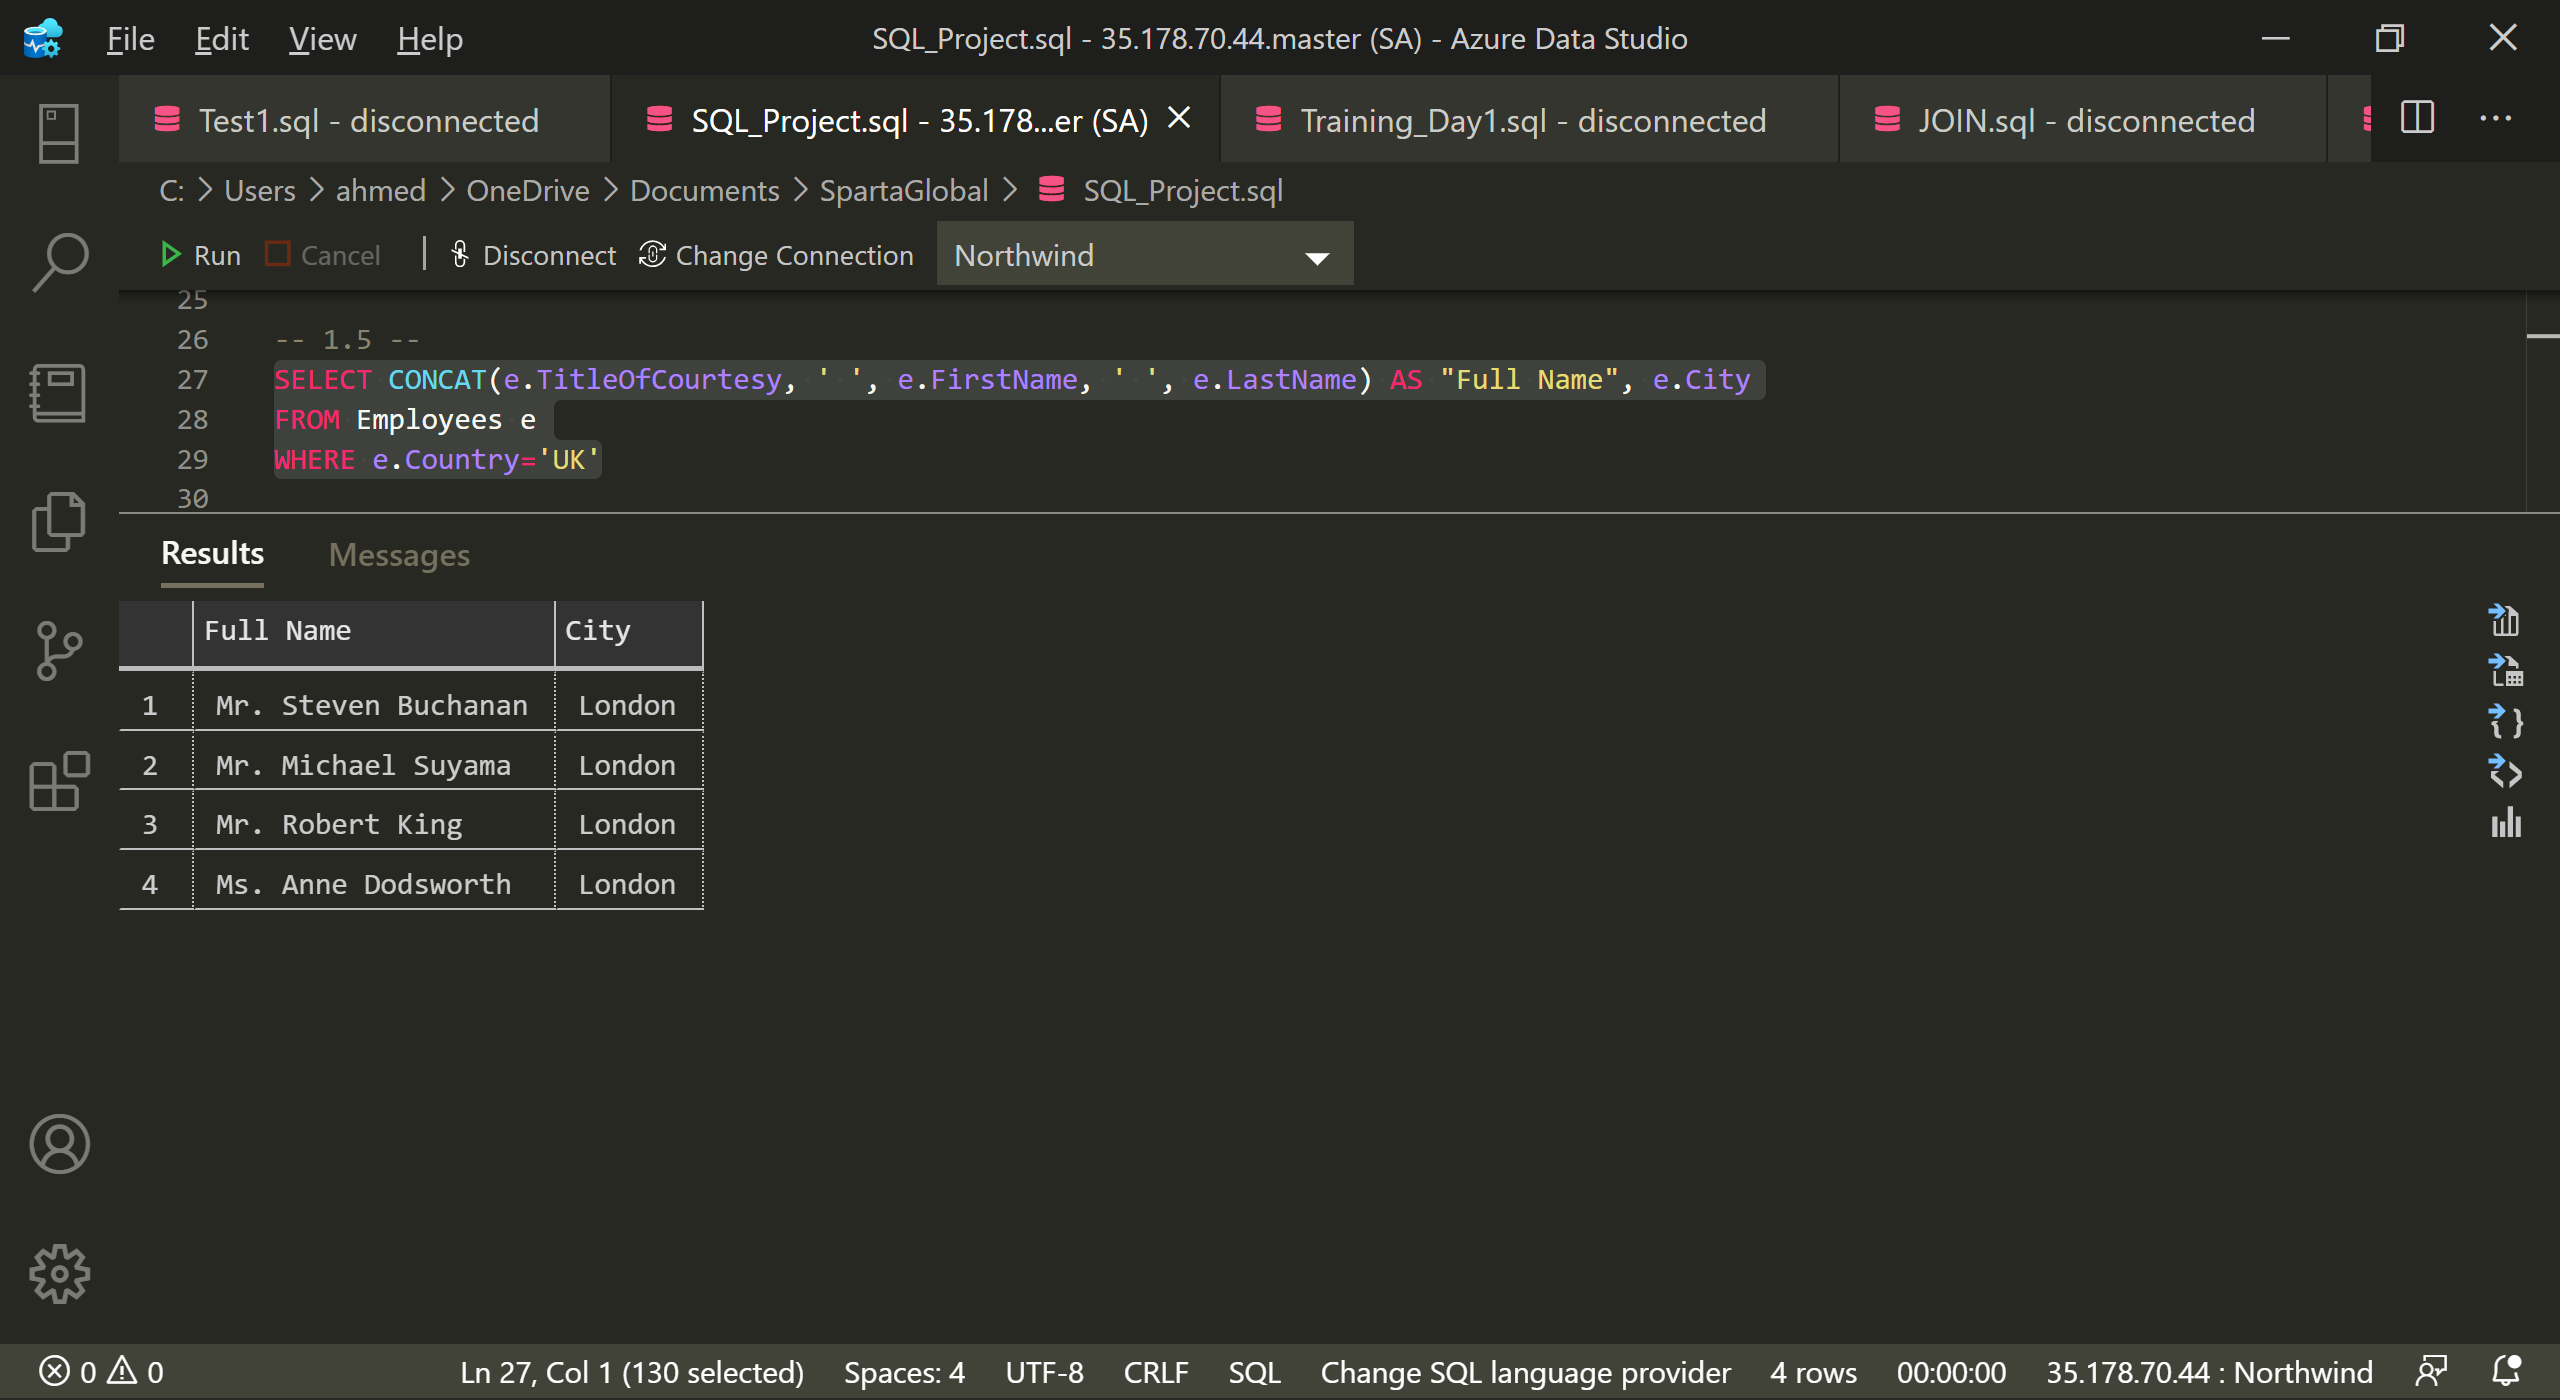 File Edit View Help
SQL_Project.sql - 35.178.70.44.master (SA) - Azure Data Studio
Test1.sql - disconnected
SQL_Project.sql - 35.178...er (SA)
Training_Day1.sql - disconnected
JOIN.sql - disconnected
C: > Users > ahmed > OneDrive > Documents > SpartaGlobal > SQL_Project.sql
Run Cancel | Disconnect Change Connection Northwind
25
26 -- 1.5 --
27 SELECT CONCAT(e.TitleOfCourtesy, ' ', e.FirstName, ' ', e.LastName) AS "Full Name", e.City
28 FROM Employees e
29 WHERE e.Country='UK'
30
Results Messages
Full Name City
1 Mr. Steven Buchanan London
2 Mr. Michael Suyama London
3 Mr. Robert King London
4 Ms. Anne Dodsworth London
0 0 Ln 27, Col 1 (130 selected) Spaces: 4 UTF-8 CRLF SQL Change SQL language provider 4 rows 00:00:00 35.178.70.44 : Northwind